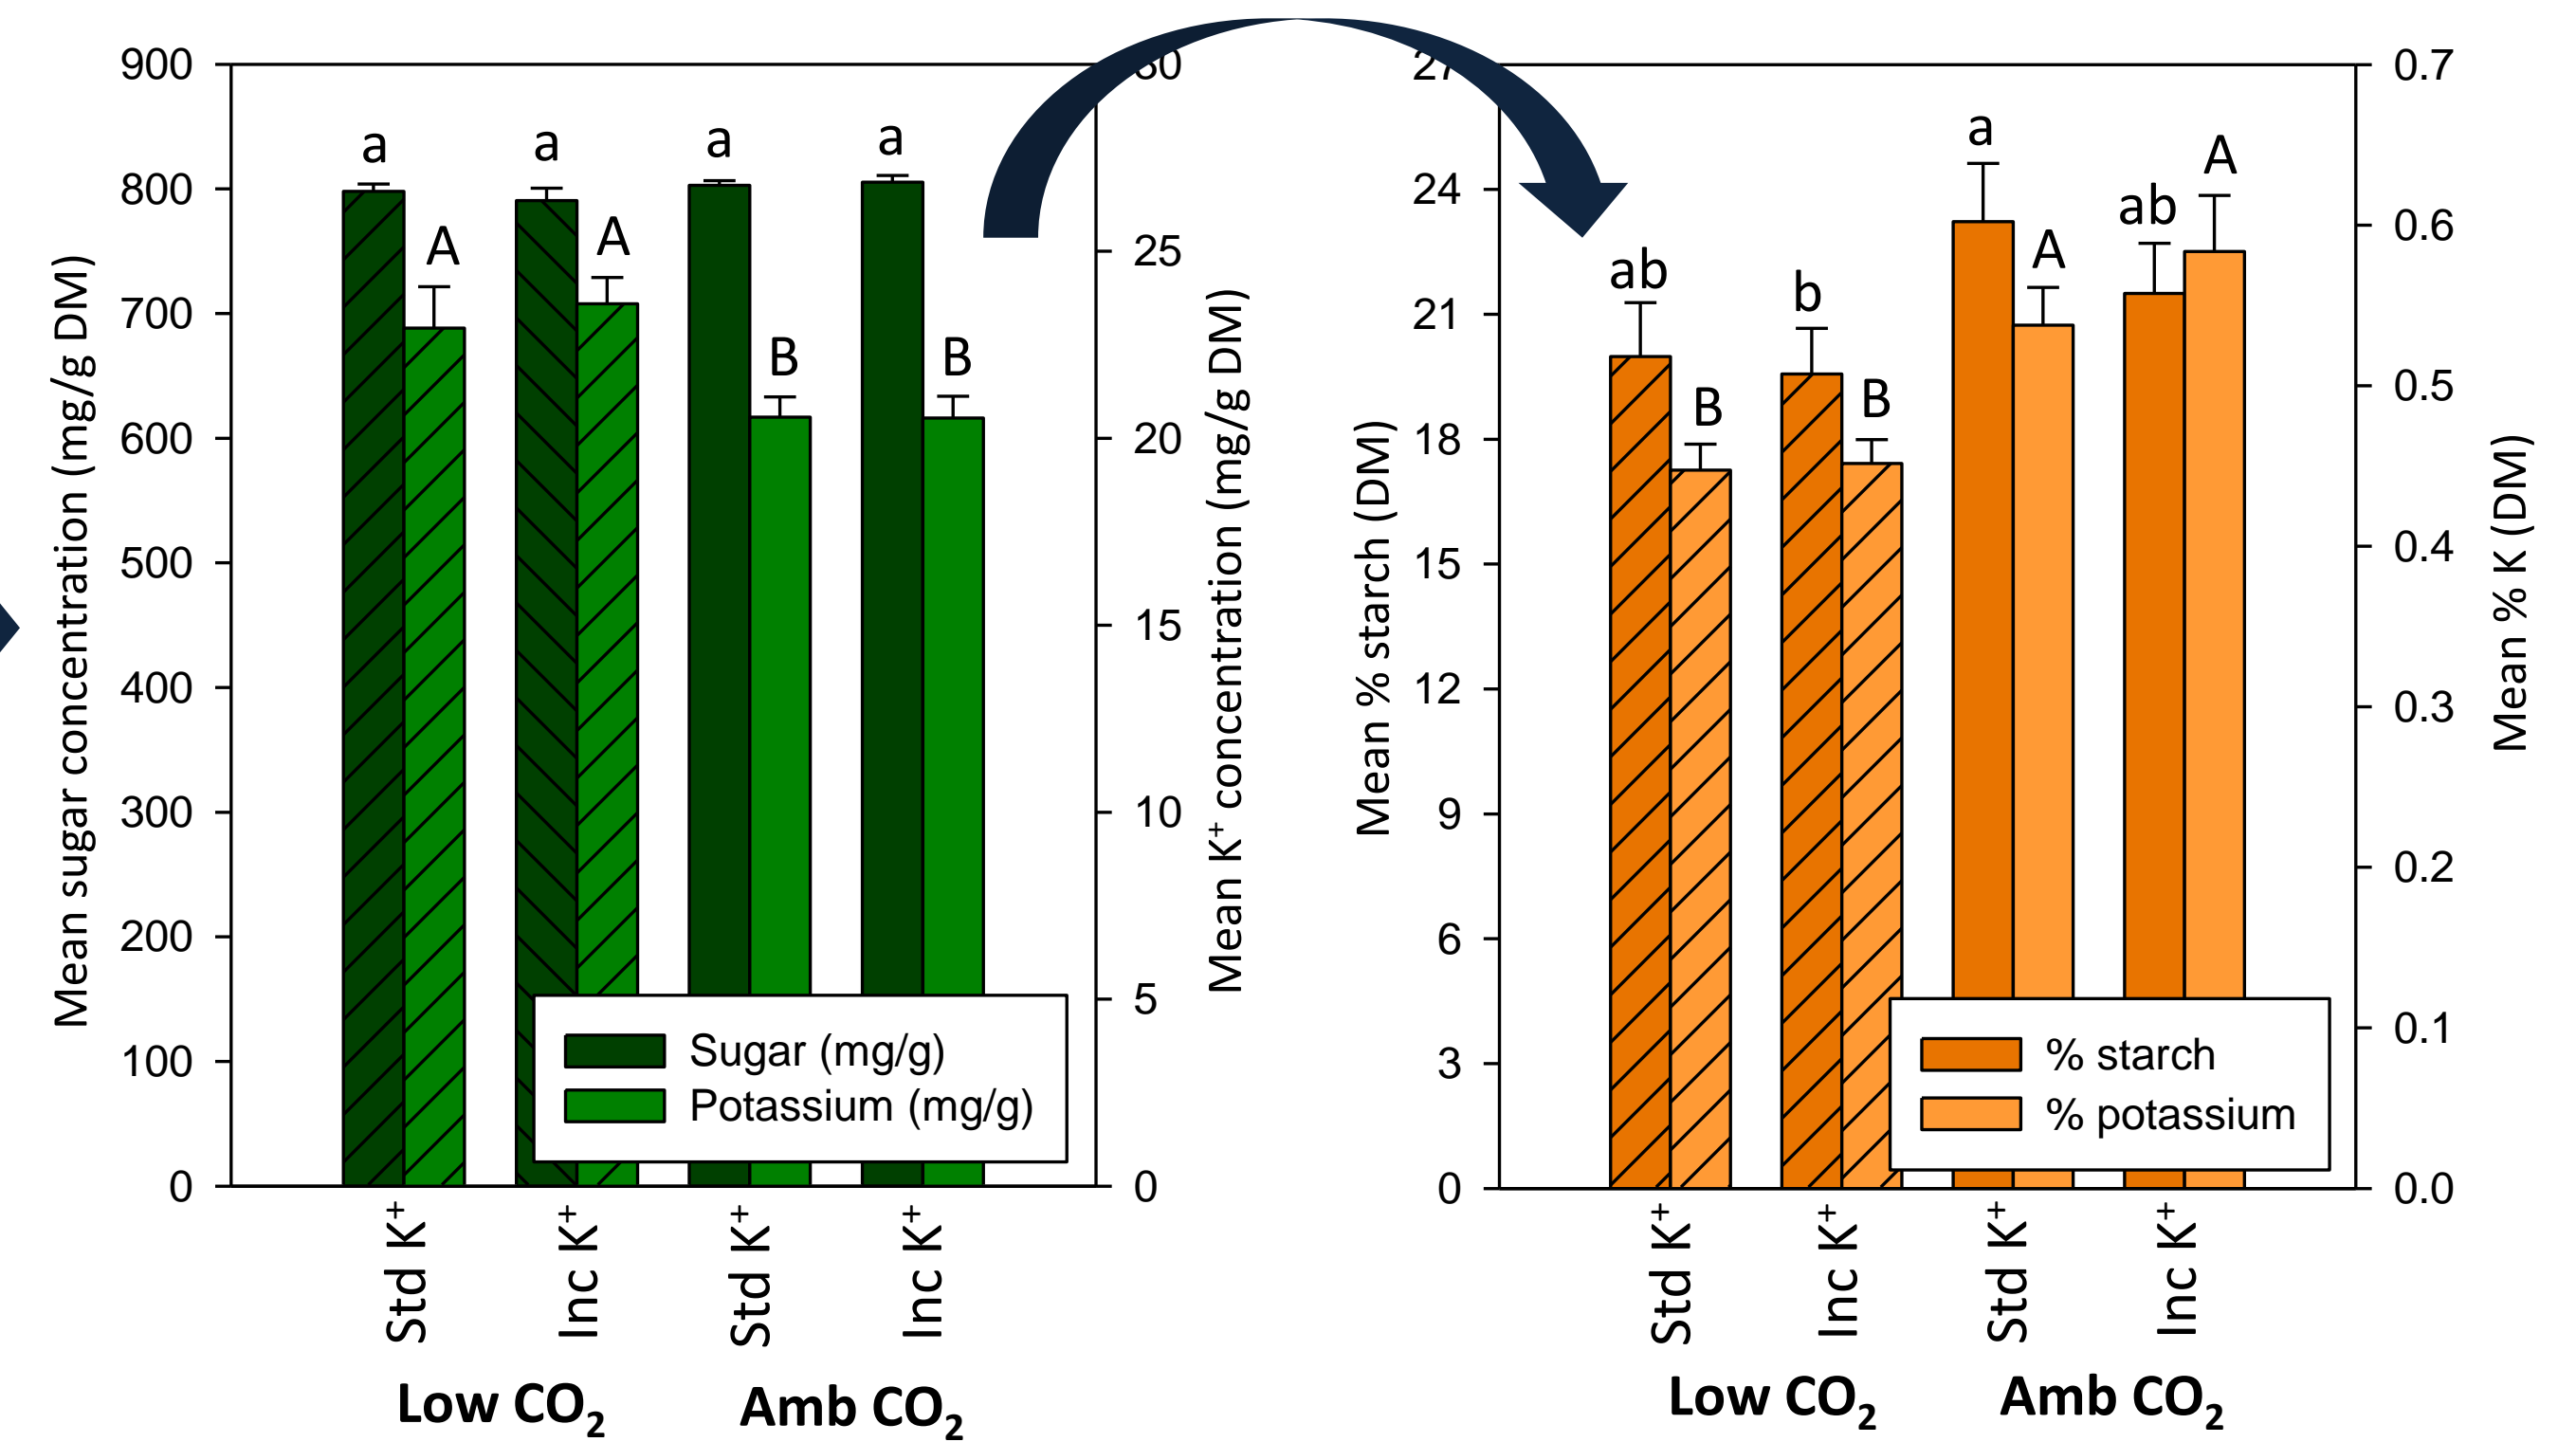 Mean sugar concentration (mg/g DM)
900
800
700
600
500
400
300
200
100
0
a
A
a
A
a
B
a
B
30
25
20
15
10
5
0
Mean K⁺ concentration (mg/g DM)
Sugar (mg/g)
Potassium (mg/g)
Std K⁺
Inc K⁺
Std K⁺
Inc K⁺
Low CO₂
Amb CO₂
Mean % starch (DM)
27
24
21
18
15
12
9
6
3
0
ab
B
b
B
a
A
ab
A
0.7
0.6
0.5
0.4
0.3
0.2
0.1
0.0
Mean % K (DM)
% starch
% potassium
Std K⁺
Inc K⁺
Std K⁺
Inc K⁺
Low CO₂
Amb CO₂